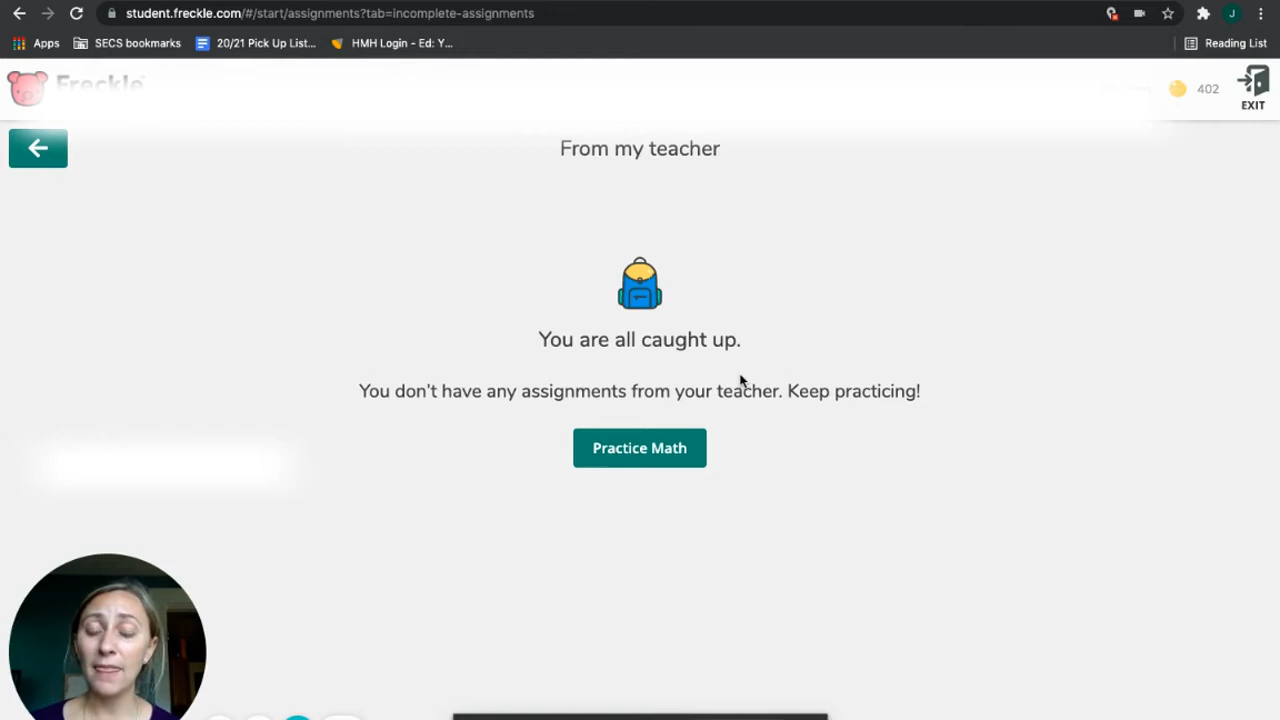 student.freckle.com/#/start/assignments?tab=incomplete-assignments
J
Apps
SECS bookmarks
20/21 Pick Up List...
HMH Login - Ed: Y...
Reading List
Freckle
402
EXIT
From my teacher
You are all caught up.
You don't have any assignments from your teacher. Keep practicing!
Practice Math